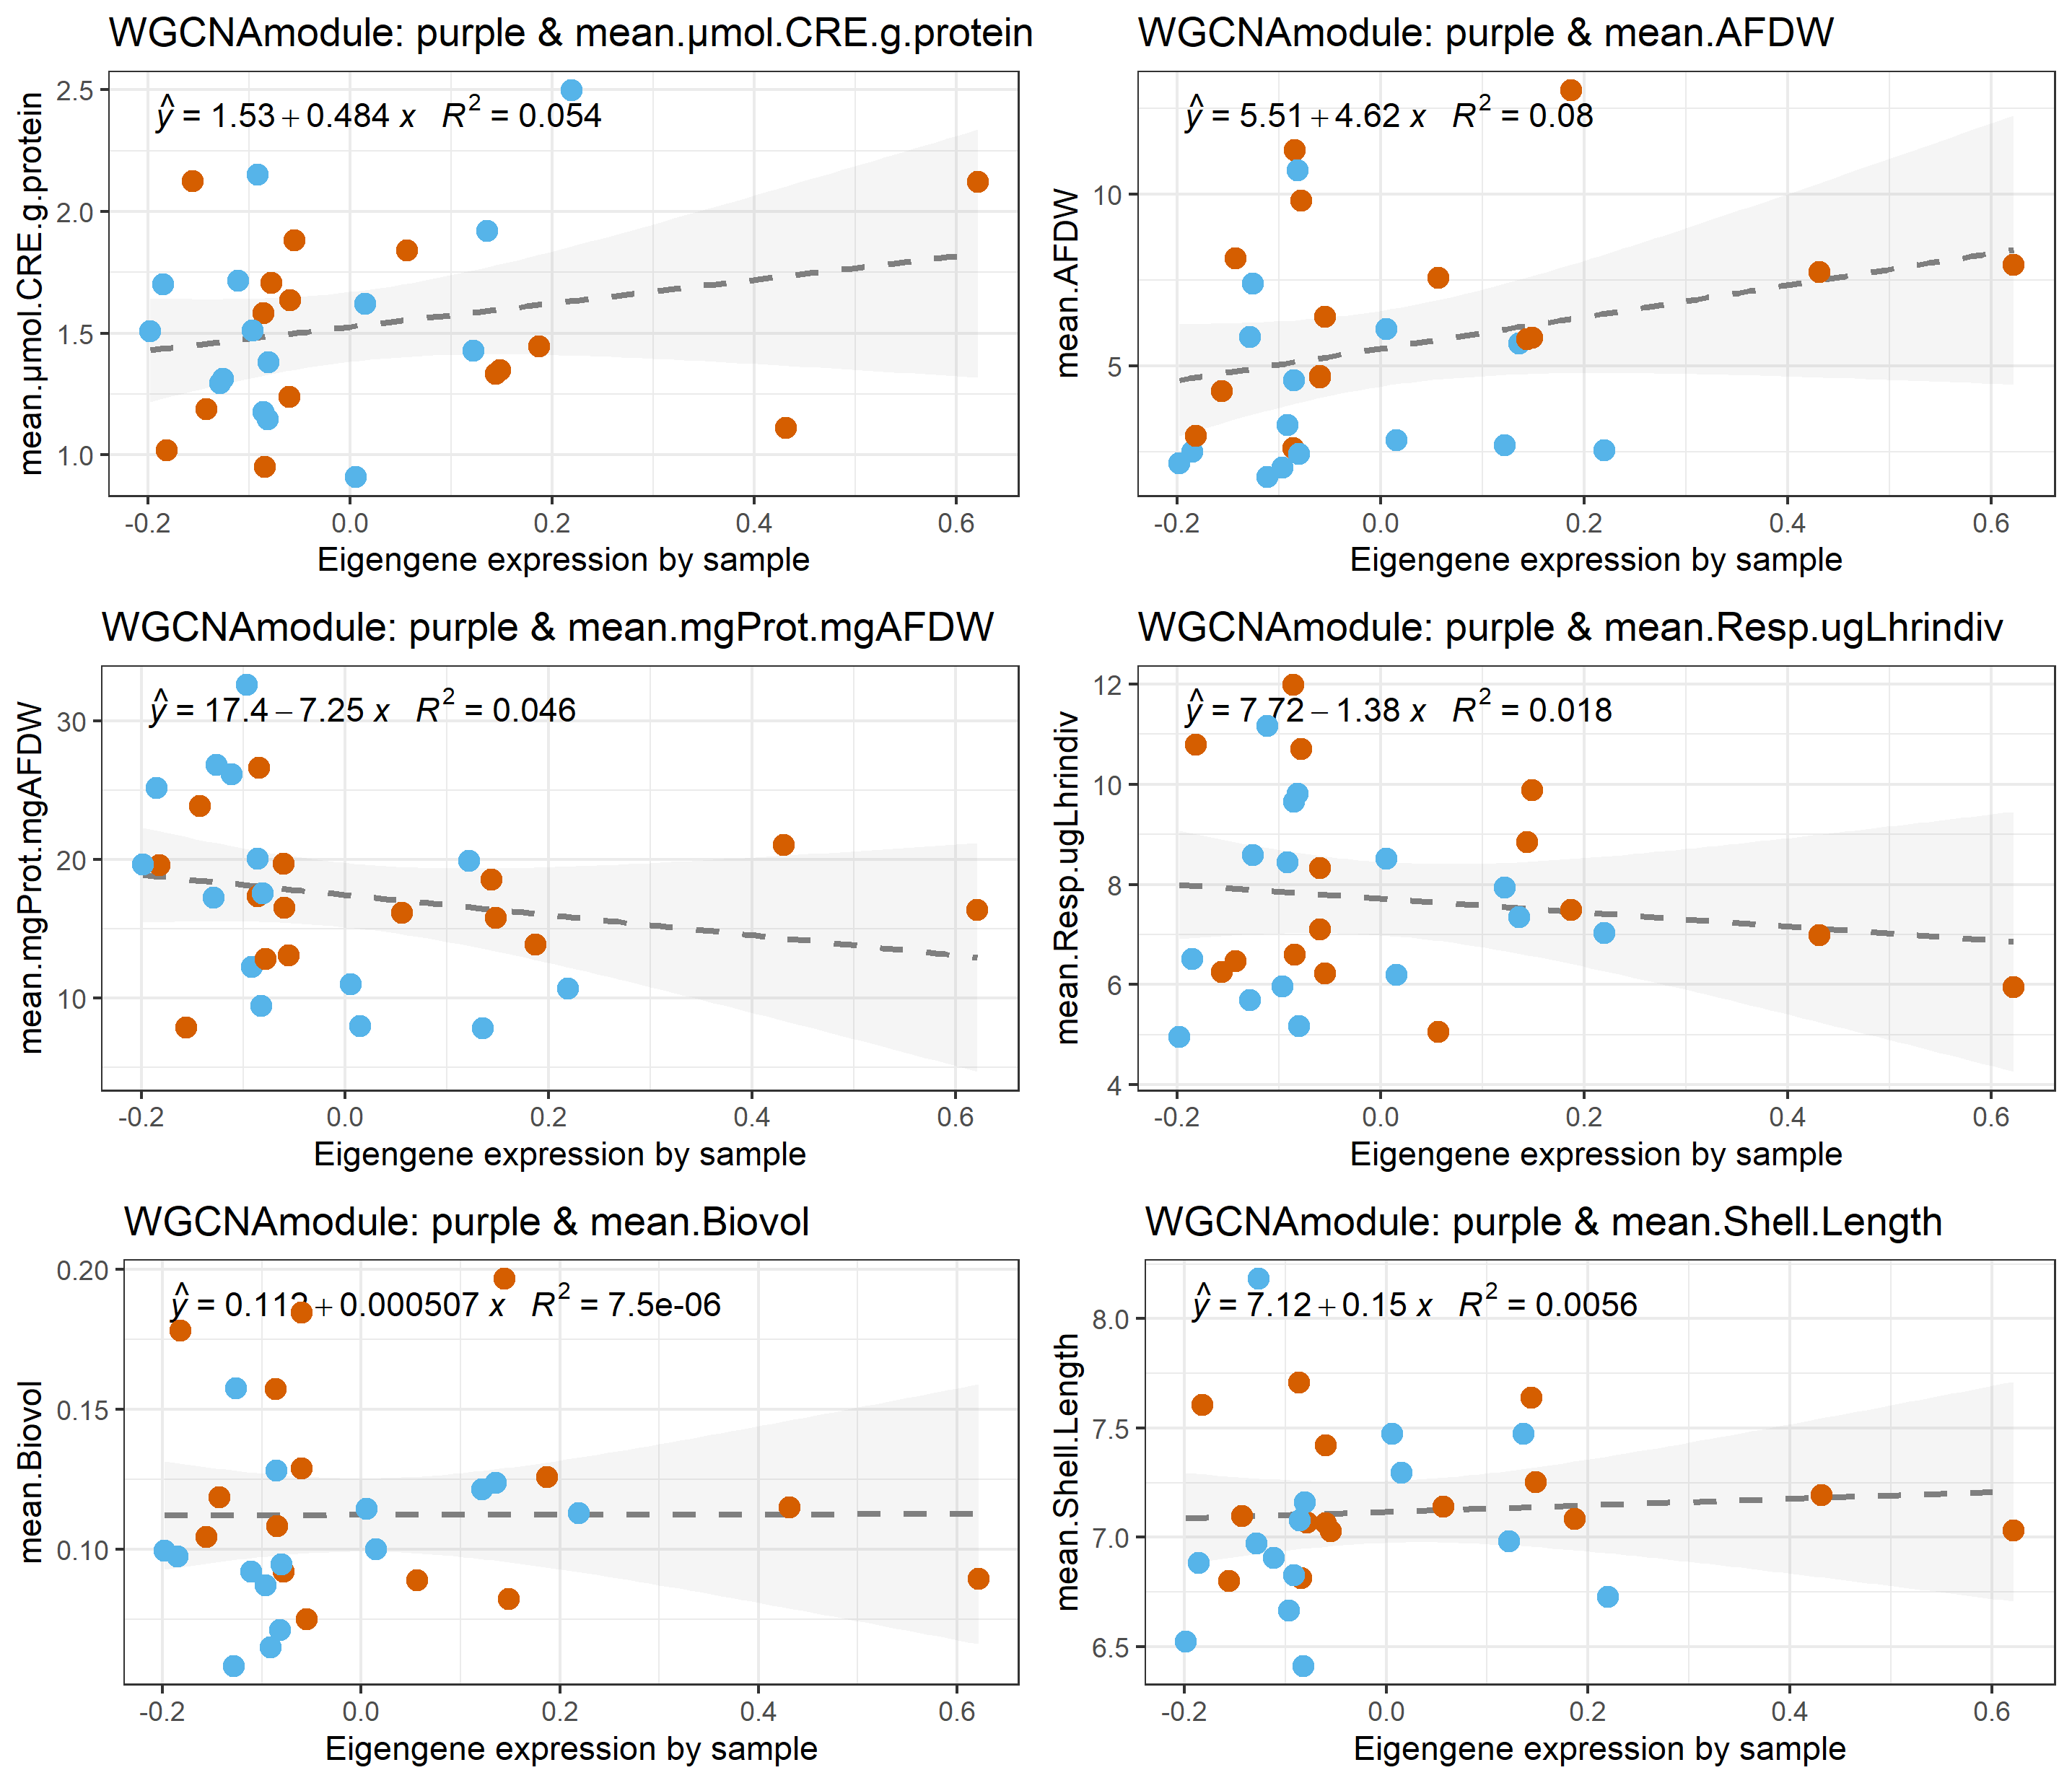 WGCNAmodule: purple & mean.µmol.CRE.g.protein
mean.µmol.CRE.g.protein
2.5
2.0
1.5
1.0
ŷ = 1.53 + 0.484 x   R² = 0.054
-0.2 0.0 0.2 0.4 0.6
Eigengene expression by sample
WGCNAmodule: purple & mean.AFDW
mean.AFDW
10
5
ŷ = 5.51 + 4.62 x   R² = 0.08
-0.2 0.0 0.2 0.4 0.6
Eigengene expression by sample
WGCNAmodule: purple & mean.mgProt.mgAFDW
mean.mgProt.mgAFDW
30
20
10
ŷ = 17.4 − 7.25 x   R² = 0.046
-0.2 0.0 0.2 0.4 0.6
Eigengene expression by sample
WGCNAmodule: purple & mean.Resp.ugLhrindiv
mean.Resp.ugLhrindiv
12
10
8
6
4
ŷ = 7.72 − 1.38 x   R² = 0.018
-0.2 0.0 0.2 0.4 0.6
Eigengene expression by sample
WGCNAmodule: purple & mean.Biovol
mean.Biovol
0.20
0.15
0.10
ŷ = 0.112 + 0.000507 x   R² = 7.5e-06
-0.2 0.0 0.2 0.4 0.6
Eigengene expression by sample
WGCNAmodule: purple & mean.Shell.Length
mean.Shell.Length
8.0
7.5
7.0
6.5
ŷ = 7.12 + 0.15 x   R² = 0.0056
-0.2 0.0 0.2 0.4 0.6
Eigengene expression by sample